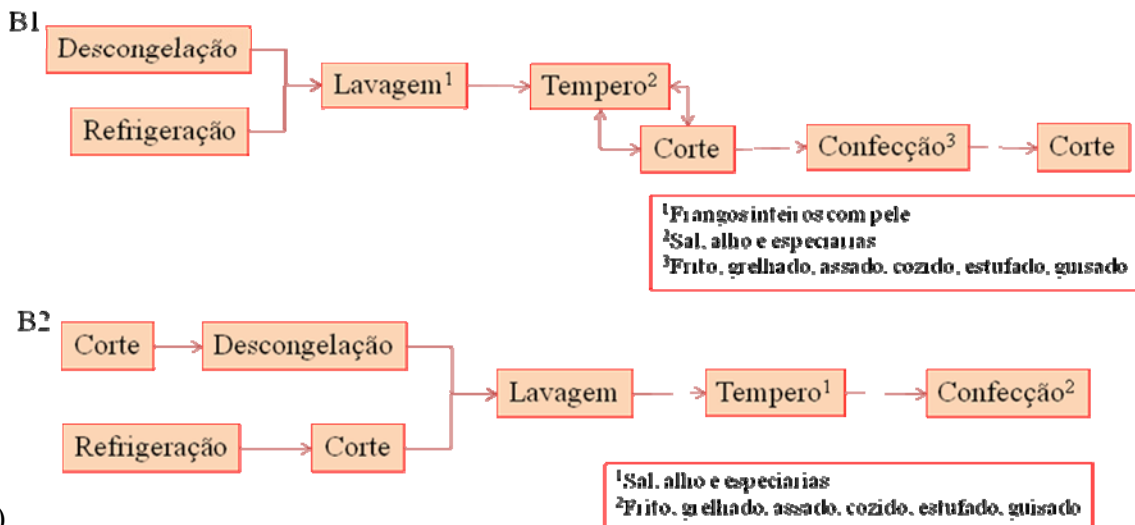 B1
Descongelação
Refrigeração
Lavagem¹
Tempero²
Corte
Confecção³
Corte
¹Frangos inteiros com pele
²Sal, alho e especiarias
³Frito, grelhado, assado, cozido, estufado, guisado
B2
Corte
Descongelação
Refrigeração
Corte
Lavagem
Tempero¹
Confecção²
¹Sal, alho e especiarias
²Frito, grelhado, assado, cozido, estufado, guisado
)